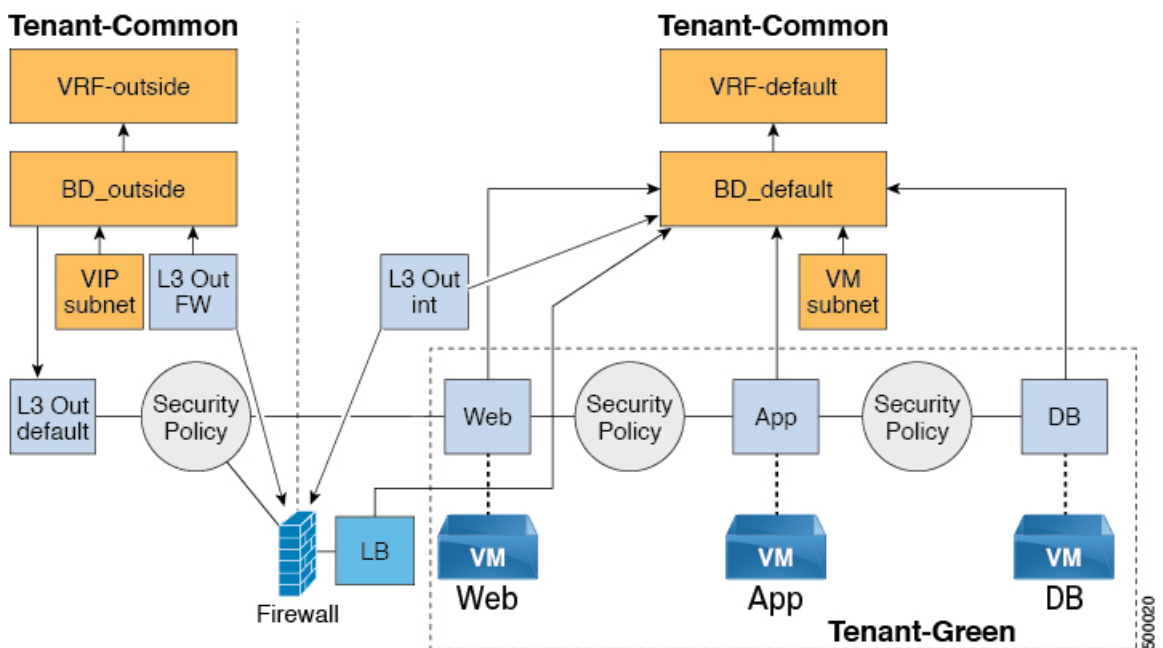 Tenant-Common
Tenant-Common
VRF-outside
VRF-default
BD_outside
BD_default
VIP
subnet
L3 Out
FW
L3 Out
int
VM
subnet
L3 Out
default
Security
Policy
Web
Security
Policy
App
Security
Policy
DB
Firewall
LB
VM
Web
VM
App
VM
DB
Tenant-Green
500020